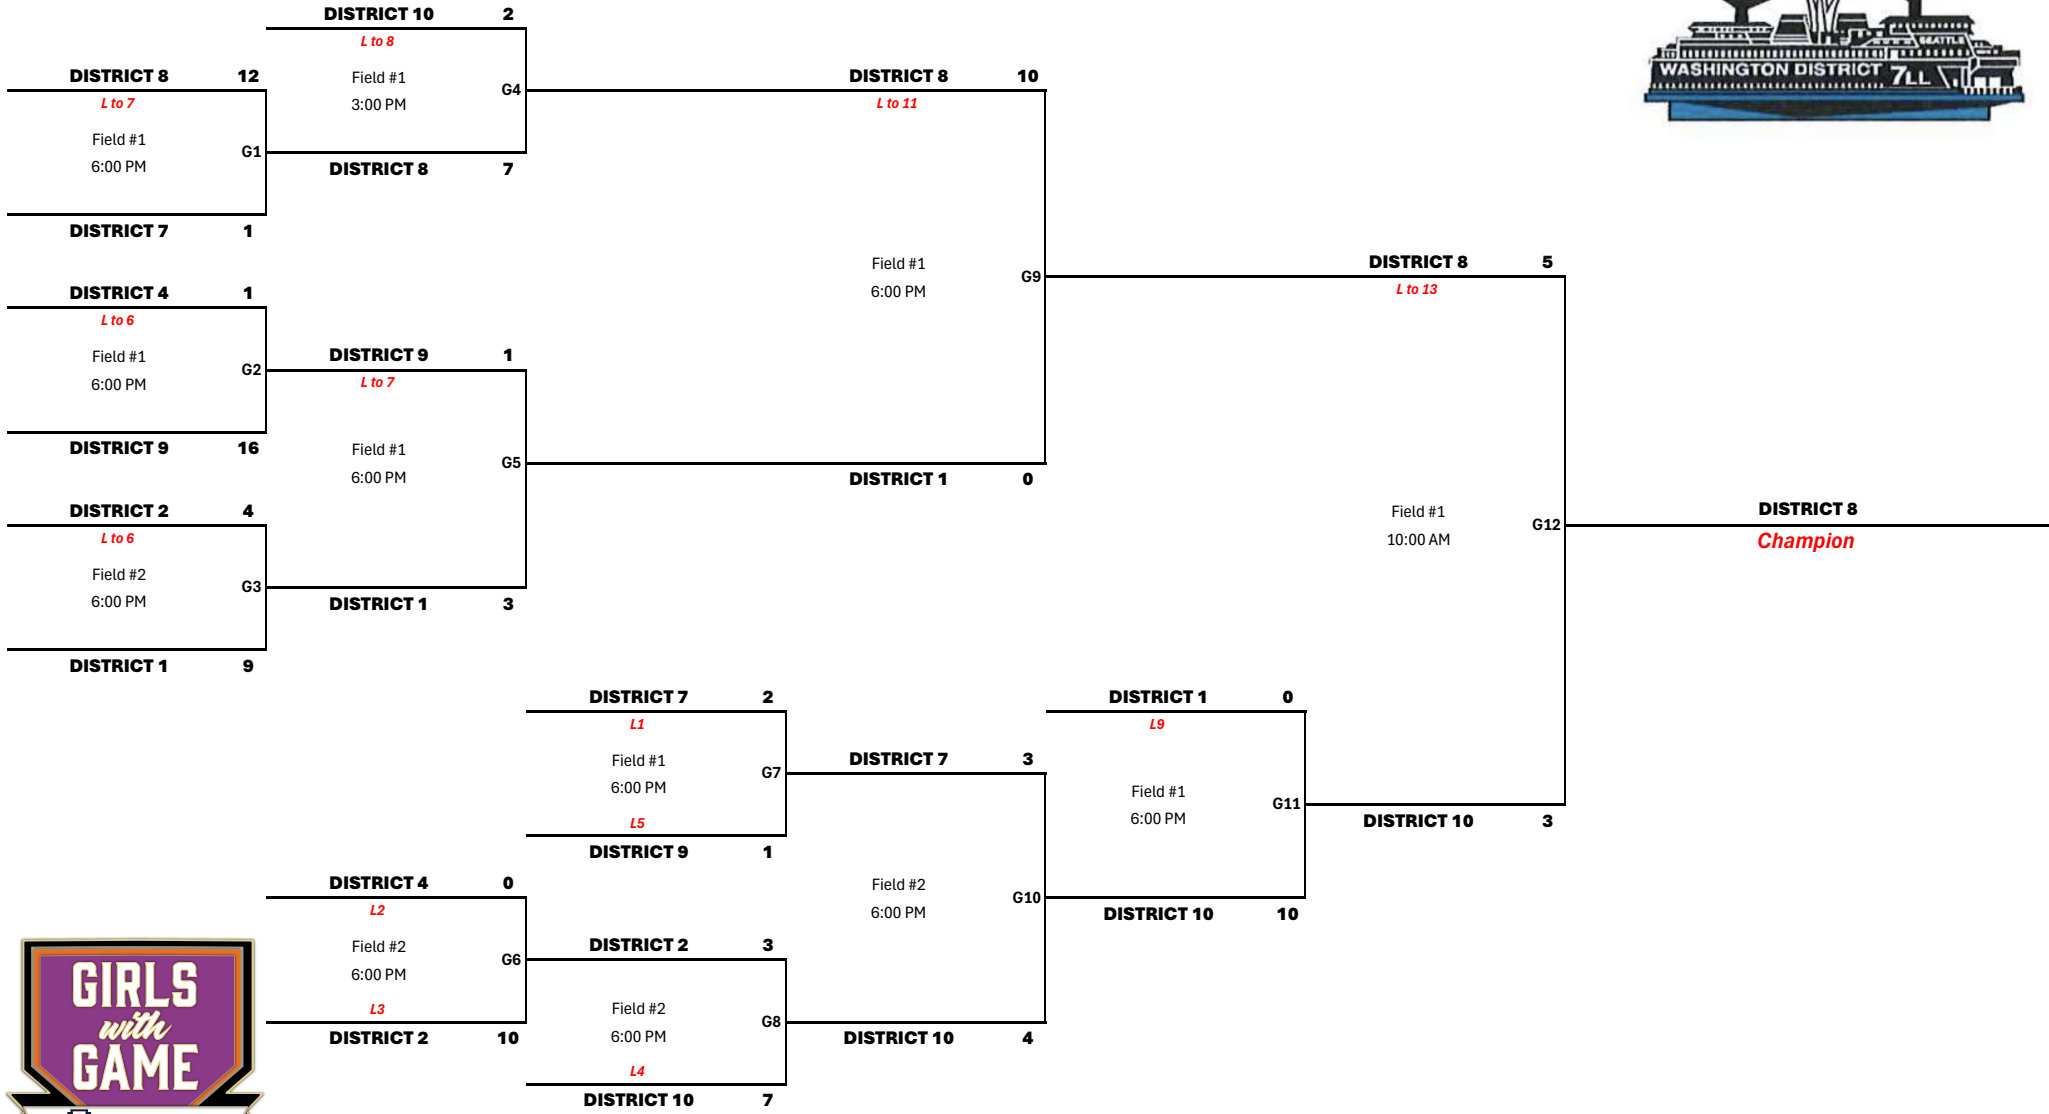 DISTRICT 10 2
L to 8
Field #1
3:00 PM
G4
DISTRICT 8 7
DISTRICT 8 12
L to 7
Field #1
6:00 PM
G1
DISTRICT 7 1
DISTRICT 4 1
L to 6
Field #1
6:00 PM
G2
DISTRICT 9 16
DISTRICT 9 1
L to 7
Field #1
6:00 PM
G5
DISTRICT 1 3
DISTRICT 2 4
L to 6
Field #2
6:00 PM
G3
DISTRICT 1 9
DISTRICT 8 10
L to 11
Field #1
6:00 PM
G9
DISTRICT 1 0
SEATTLE
WASHINGTON DISTRICT 7LL
DISTRICT 8 5
L to 13
Field #1
10:00 AM
G12
DISTRICT 10 3
DISTRICT 8
Champion
DISTRICT 7 2
L1
Field #1
6:00 PM
G7
L5
DISTRICT 9 1
DISTRICT 7 3
Field #2
6:00 PM
G10
DISTRICT 10 4
DISTRICT 1 0
L9
Field #1
6:00 PM
G11
DISTRICT 10 10
DISTRICT 4 0
L2
Field #2
6:00 PM
G6
L3
DISTRICT 2 10
DISTRICT 2 3
Field #2
6:00 PM
G8
L4
DISTRICT 10 7
GIRLS
with
GAME